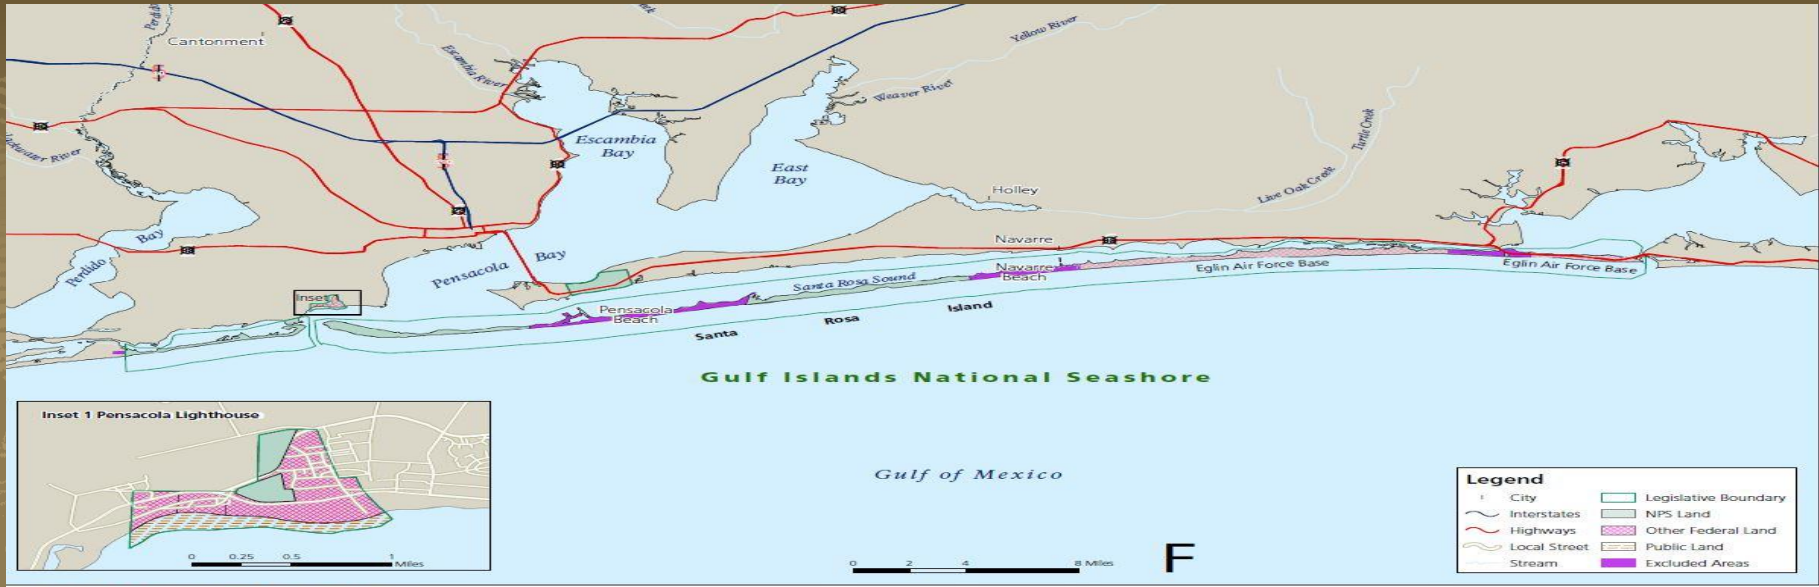 Cantonment
Perdido
Escambia River
Yellow River
Weaver River
Escambia
Bay
East
Bay
Turtle Creek
Live Oak Creek
River
Holley
Navarre
Bay
Perdido
Pensacola
Bay
Inset 1
Santa Rosa Sound
Navarre
Beach
Eglin Air Force Base
Eglin Air Force Base
Pensacola
Beach
Santa
Rosa
Island
Gulf Islands National Seashore
Gulf of Mexico
Inset 1 Pensacola Lighthouse
0 0.25 0.5 1
Miles
0 2 4 8 Miles
F
Legend
City
Interstates
Highways
Local Street
Stream
Legislative Boundary
NPS Land
Other Federal Land
Public Land
Excluded Areas